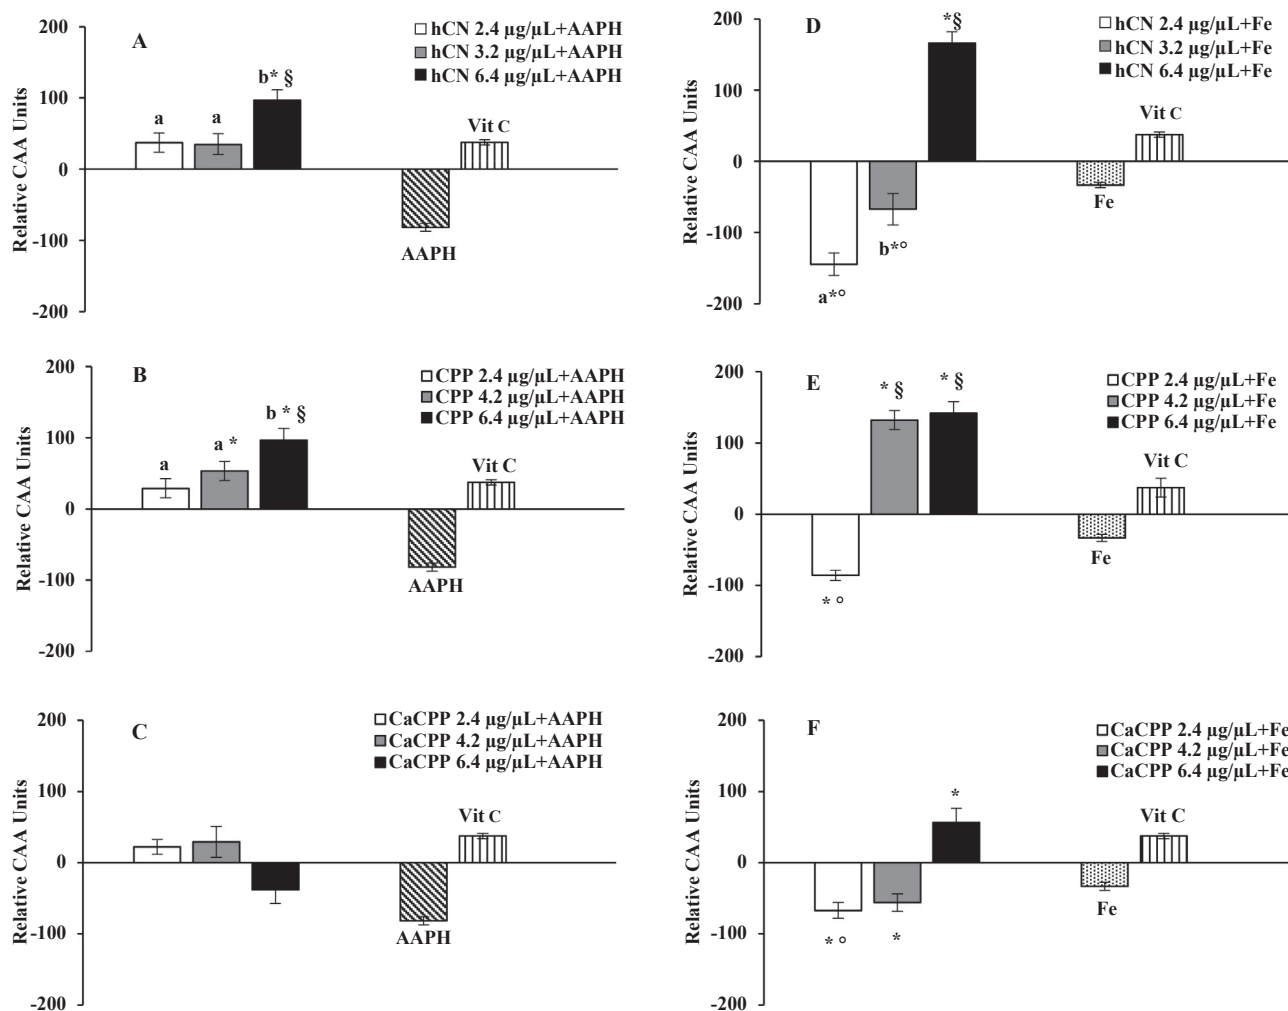 A
hCN 2.4 µg/µL+AAPH
hCN 3.2 µg/µL+AAPH
hCN 6.4 µg/µL+AAPH
Relative CAA Units
200
100
0
-100
-200
a
a
b* §
AAPH
Vit C
D
hCN 2.4 µg/µL+Fe
hCN 3.2 µg/µL+Fe
hCN 6.4 µg/µL+Fe
Relative CAA Units
200
100
0
-100
-200
a*°
b*°
*§
Fe
Vit C
B
CPP 2.4 µg/µL+AAPH
CPP 4.2 µg/µL+AAPH
CPP 6.4 µg/µL+AAPH
Relative CAA Units
200
100
0
-100
-200
a
a *
b * §
AAPH
Vit C
E
CPP 2.4 µg/µL+Fe
CPP 4.2 µg/µL+Fe
CPP 6.4 µg/µL+Fe
Relative CAA Units
200
100
0
-100
-200
* °
* §
* §
Fe
Vit C
C
CaCPP 2.4 µg/µL+AAPH
CaCPP 4.2 µg/µL+AAPH
CaCPP 6.4 µg/µL+AAPH
Relative CAA Units
200
100
0
-100
-200
AAPH
Vit C
F
CaCPP 2.4 µg/µL+Fe
CaCPP 4.2 µg/µL+Fe
CaCPP 6.4 µg/µL+Fe
Relative CAA Units
200
100
0
-100
-200
* °
*
*
Fe
Vit C